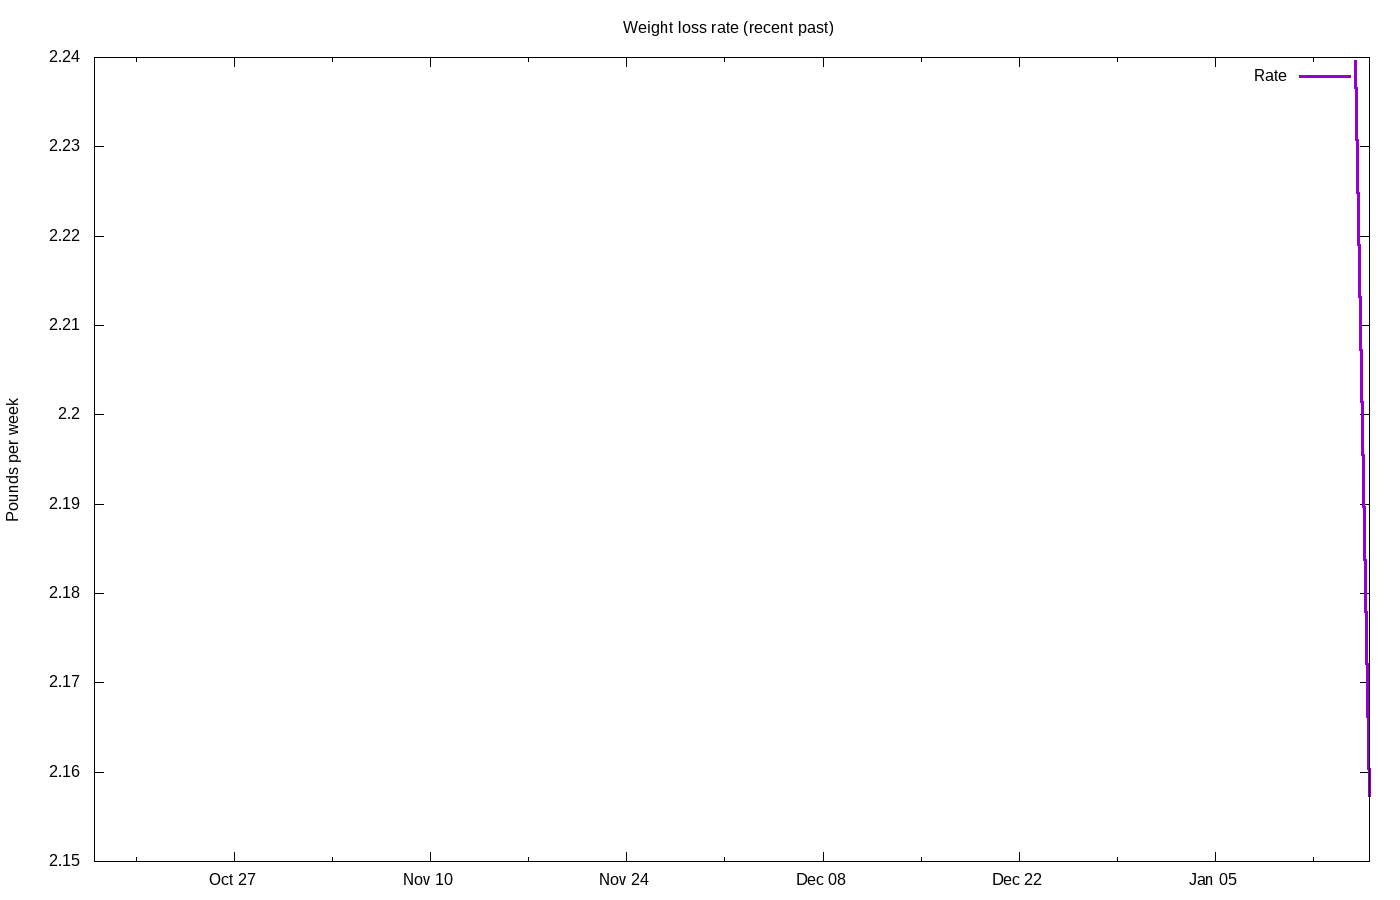 Weight loss rate (recent past)
2.24
Rate
2.23
2.22
2.21
2.2
2.19
2.18
2.17
2.16
2.15
Pounds per week
Oct 27 Nov 10 Nov 24 Dec 08 Dec 22 Jan 05